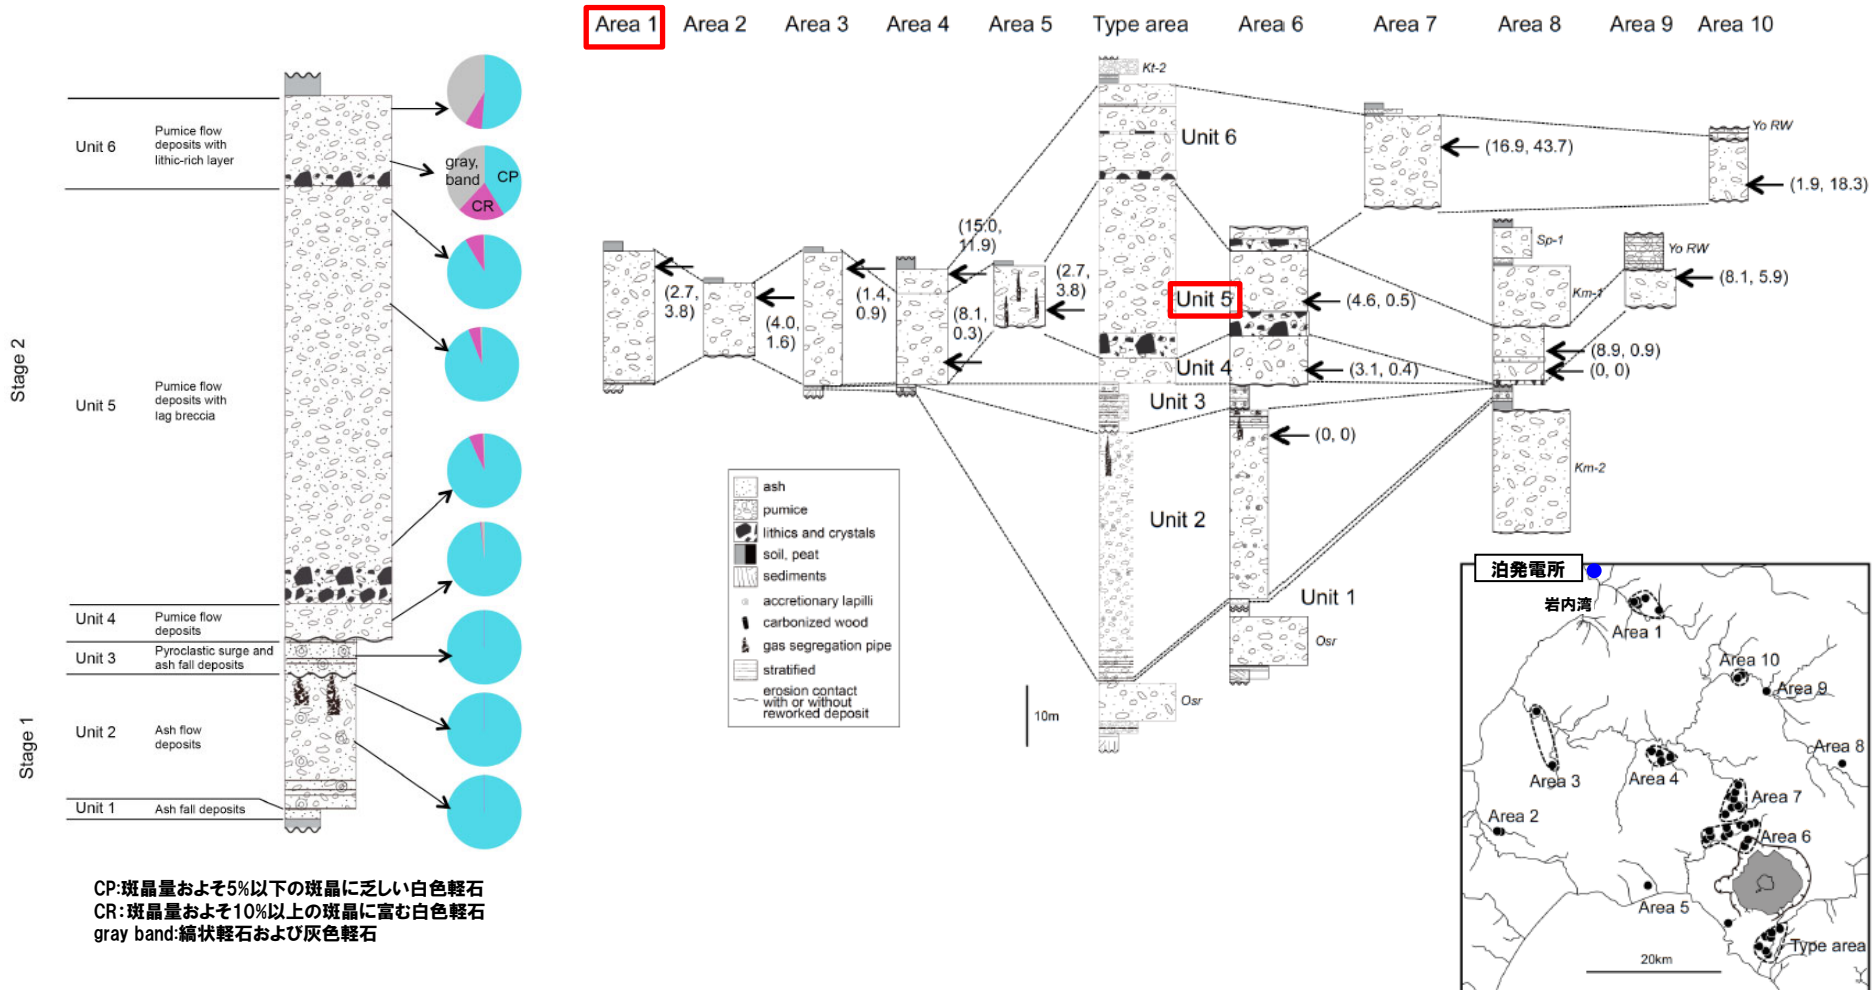 Area 1
Area 2
Area 3
Area 4
Area 5
Type area
Area 6
Area 7
Area 8
Area 9
Area 10
Stage 2
Stage 1
Unit 6
Pumice flow
deposits with
lithic-rich layer
Unit 5
Pumice flow
deposits with
lag breccia
Unit 4
Pumice flow
deposits
Unit 3
Pyroclastic surge and
ash fall deposits
Unit 2
Ash flow
deposits
Unit 1
Ash fall deposits
gray,
band
CP
CR
CP:斑晶量およそ5%以下の斑晶に乏しい白色軽石
CR:斑晶量およそ10%以上の斑晶に富む白色軽石
gray band:縞状軽石および灰色軽石
Kt-2
Unit 6
Unit 5
Unit 4
Unit 3
Unit 2
Unit 1
(2.7,
3.8)
(4.0,
1.6)
(1.4,
0.9)
(15.0,
11.9)
(8.1,
0.3)
(2.7,
3.8)
(4.6, 0.5)
(3.1, 0.4)
(0, 0)
(16.9, 43.7)
(8.9, 0.9)
(0, 0)
(8.1, 5.9)
(1.9, 18.3)
Yo RW
Sp-1
Yo RW
Km-1
Km-2
Osr
Osr
ash
pumice
lithics and crystals
soil, peat
sediments
accretionary lapilli
carbonized wood
gas segregation pipe
stratified
erosion contact
with or without
reworked deposit
10m
泊発電所
岩内湾
Area 1
Area 10
Area 9
Area 8
Area 3
Area 4
Area 7
Area 2
Area 6
Area 5
Type area
20km